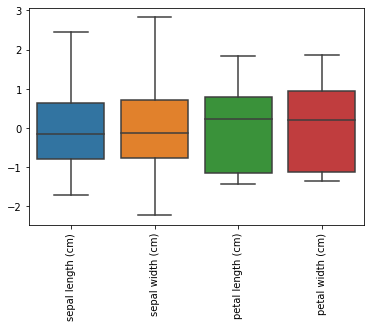 3
2
1
0
−1
−2
sepal length (cm)
sepal width (cm)
petal length (cm)
petal width (cm)